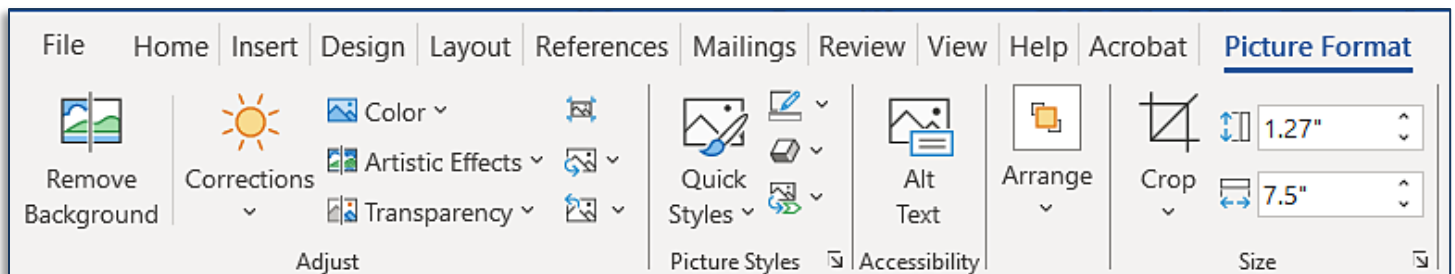 File Home Insert Design Layout References Mailings Review View Help Acrobat Picture Format
Color
1.27"
Artistic Effects
Remove Corrections Quick Alt Arrange Crop
7.5"
Background Transparency Styles Text
Adjust Picture Styles Accessibility Size